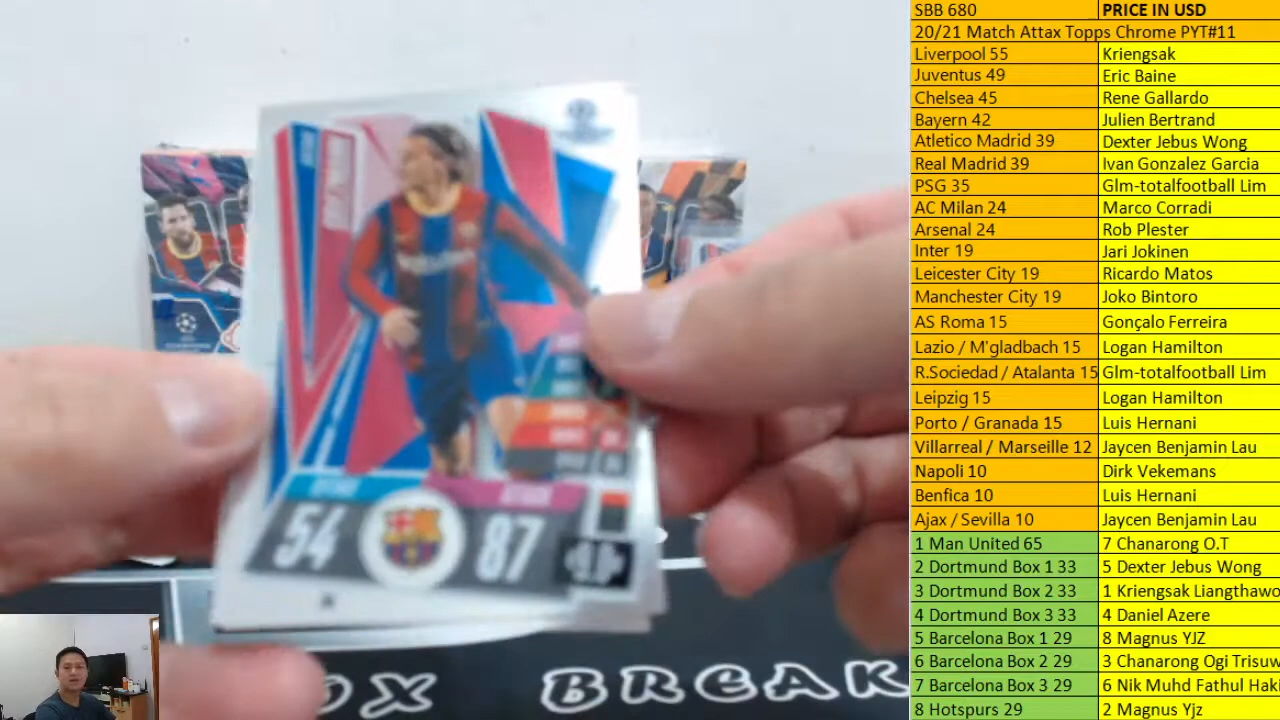 SBB 680 PRICE IN USD
20/21 Match Attax Topps Chrome PYT#11
Liverpool 55 Kriengsak
Juventus 49 Eric Baine
Chelsea 45 Rene Gallardo
Bayern 42 Julien Bertrand
Atletico Madrid 39 Dexter Jebus Wong
Real Madrid 39 Ivan Gonzalez Garcia
PSG 35 Glm-totalfootball Lim
AC Milan 24 Marco Corradi
Arsenal 24 Rob Plester
Inter 19 Jari Jokinen
Leicester City 19 Ricardo Matos
Manchester City 19 Joko Bintoro
AS Roma 15 Gonçalo Ferreira
Lazio / M'gladbach 15 Logan Hamilton
R.Sociedad / Atalanta 15 Glm-totalfootball Lim
Leipzig 15 Logan Hamilton
Porto / Granada 15 Luis Hernani
Villarreal / Marseille 12 Jaycen Benjamin Lau
Napoli 10 Dirk Vekemans
Benfica 10 Luis Hernani
Ajax / Sevilla 10 Jaycen Benjamin Lau
1 Man United 65 7 Chanarong O.T
2 Dortmund Box 1 33 5 Dexter Jebus Wong
3 Dortmund Box 2 33 1 Kriengsak Liangthawo
4 Dortmund Box 3 33 4 Daniel Azere
5 Barcelona Box 1 29 8 Magnus YJZ
6 Barcelona Box 2 29 3 Chanarong Ogi Trisuw
7 Barcelona Box 3 29 6 Nik Muhd Fathul Haki
8 Hotspurs 29 2 Magnus Yjz
54 87
OX BREAK